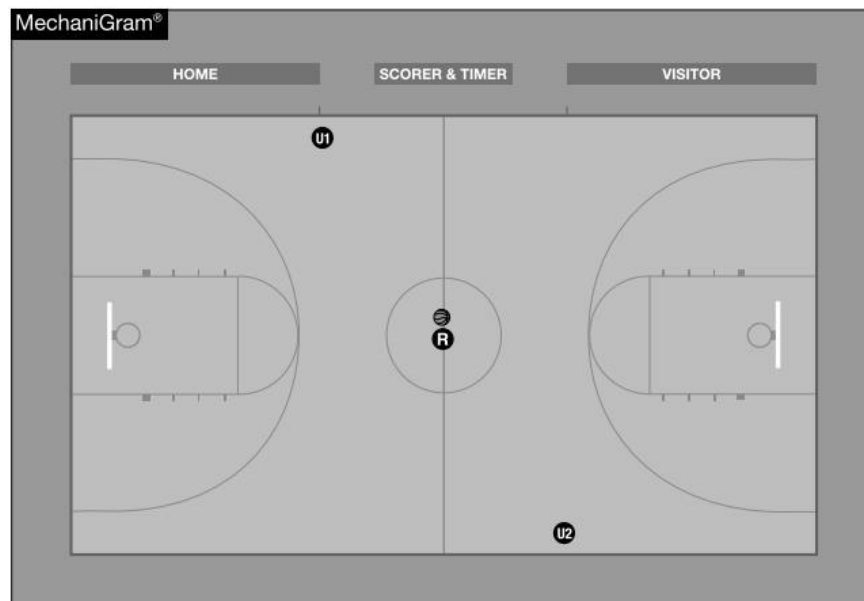 MechaniGram®
HOME
SCORER & TIMER
VISITOR
U1
R
U2